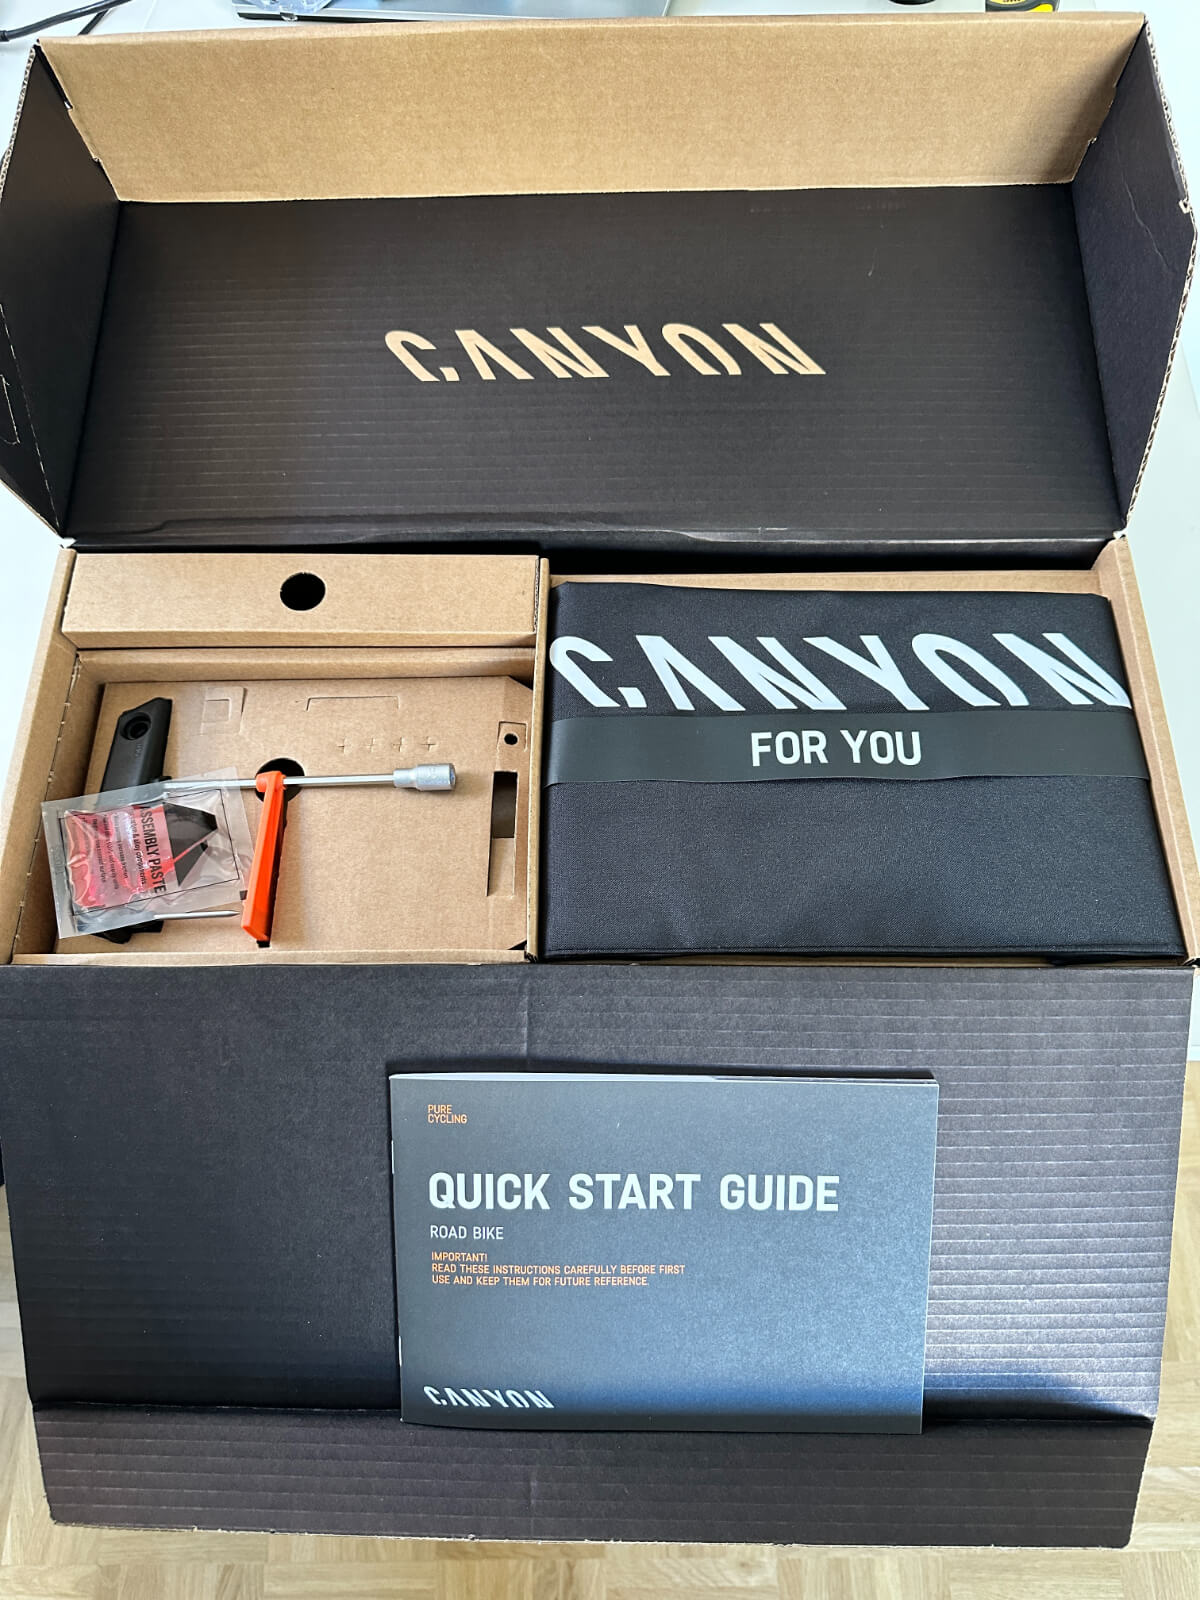 CANYON
CANYON
FOR YOU
ASSEMBLY PASTE
PURE
CYCLING
QUICK START GUIDE
ROAD BIKE
IMPORTANT!
READ THESE INSTRUCTIONS CAREFULLY BEFORE FIRST
USE AND KEEP THEM FOR FUTURE REFERENCE.
CANYON